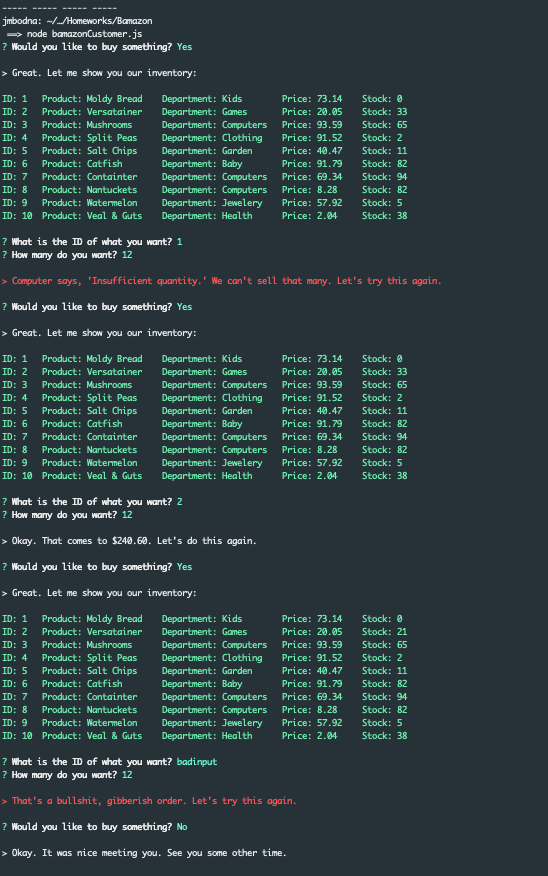 ----- ----- ----- -----
jmbodna: ~/…/Homeworks/Bamazon
==> node bamazonCustomer.js
? Would you like to buy something? Yes
> Great. Let me show you our inventory:
ID: 1 Product: Moldy Bread Department: Kids Price: 73.14 Stock: 0
ID: 2 Product: Versatainer Department: Games Price: 20.05 Stock: 33
ID: 3 Product: Mushrooms Department: Computers Price: 93.59 Stock: 65
ID: 4 Product: Split Peas Department: Clothing Price: 91.52 Stock: 2
ID: 5 Product: Salt Chips Department: Garden Price: 40.47 Stock: 11
ID: 6 Product: Catfish Department: Baby Price: 91.79 Stock: 82
ID: 7 Product: Containter Department: Computers Price: 69.34 Stock: 94
ID: 8 Product: Nantuckets Department: Computers Price: 8.28 Stock: 82
ID: 9 Product: Watermelon Department: Jewelery Price: 57.92 Stock: 5
ID: 10 Product: Veal & Guts Department: Health Price: 2.04 Stock: 38
? What is the ID of what you want? 1
? How many do you want? 12
> Computer says, 'Insufficient quantity.' We can't sell that many. Let's try this again.
? Would you like to buy something? Yes
> Great. Let me show you our inventory:
ID: 1 Product: Moldy Bread Department: Kids Price: 73.14 Stock: 0
ID: 2 Product: Versatainer Department: Games Price: 20.05 Stock: 33
ID: 3 Product: Mushrooms Department: Computers Price: 93.59 Stock: 65
ID: 4 Product: Split Peas Department: Clothing Price: 91.52 Stock: 2
ID: 5 Product: Salt Chips Department: Garden Price: 40.47 Stock: 11
ID: 6 Product: Catfish Department: Baby Price: 91.79 Stock: 82
ID: 7 Product: Containter Department: Computers Price: 69.34 Stock: 94
ID: 8 Product: Nantuckets Department: Computers Price: 8.28 Stock: 82
ID: 9 Product: Watermelon Department: Jewelery Price: 57.92 Stock: 5
ID: 10 Product: Veal & Guts Department: Health Price: 2.04 Stock: 38
? What is the ID of what you want? 2
? How many do you want? 12
> Okay. That comes to $240.60. Let's do this again.
? Would you like to buy something? Yes
> Great. Let me show you our inventory:
ID: 1 Product: Moldy Bread Department: Kids Price: 73.14 Stock: 0
ID: 2 Product: Versatainer Department: Games Price: 20.05 Stock: 21
ID: 3 Product: Mushrooms Department: Computers Price: 93.59 Stock: 65
ID: 4 Product: Split Peas Department: Clothing Price: 91.52 Stock: 2
ID: 5 Product: Salt Chips Department: Garden Price: 40.47 Stock: 11
ID: 6 Product: Catfish Department: Baby Price: 91.79 Stock: 82
ID: 7 Product: Containter Department: Computers Price: 69.34 Stock: 94
ID: 8 Product: Nantuckets Department: Computers Price: 8.28 Stock: 82
ID: 9 Product: Watermelon Department: Jewelery Price: 57.92 Stock: 5
ID: 10 Product: Veal & Guts Department: Health Price: 2.04 Stock: 38
? What is the ID of what you want? badinput
? How many do you want? 12
> That's a bullshit, gibberish order. Let's try this again.
? Would you like to buy something? No
> Okay. It was nice meeting you. See you some other time.